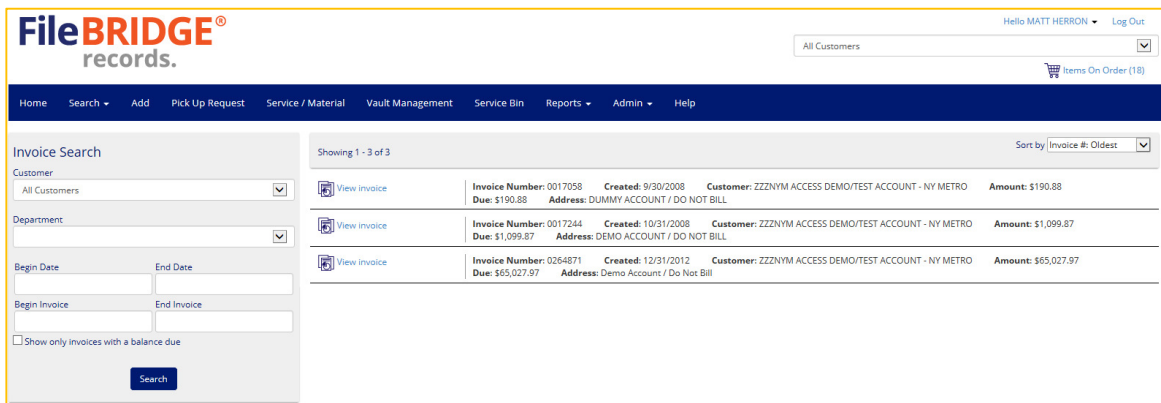 FileBRIDGE®
records.
Hello MATT HERRON Log Out
All Customers
Items On Order (18)
Home Search Add Pick Up Request Service / Material Vault Management Service Bin Reports Admin Help
Invoice Search
Customer
All Customers
Department
Begin Date End Date
Begin Invoice End Invoice
Show only invoices with a balance due
Search
Showing 1 - 3 of 3
Sort by Invoice #: Oldest
View invoice
Invoice Number: 0017058 Created: 9/30/2008 Customer: ZZZNYM ACCESS DEMO/TEST ACCOUNT - NY METRO Amount: $190.88
Due: $190.88 Address: DUMMY ACCOUNT / DO NOT BILL
View invoice
Invoice Number: 0017244 Created: 10/31/2008 Customer: ZZZNYM ACCESS DEMO/TEST ACCOUNT - NY METRO Amount: $1,099.87
Due: $1,099.87 Address: DEMO ACCOUNT / DO NOT BILL
View invoice
Invoice Number: 0264871 Created: 12/31/2012 Customer: ZZZNYM ACCESS DEMO/TEST ACCOUNT - NY METRO Amount: $65,027.97
Due: $65,027.97 Address: Demo Account / Do Not Bill